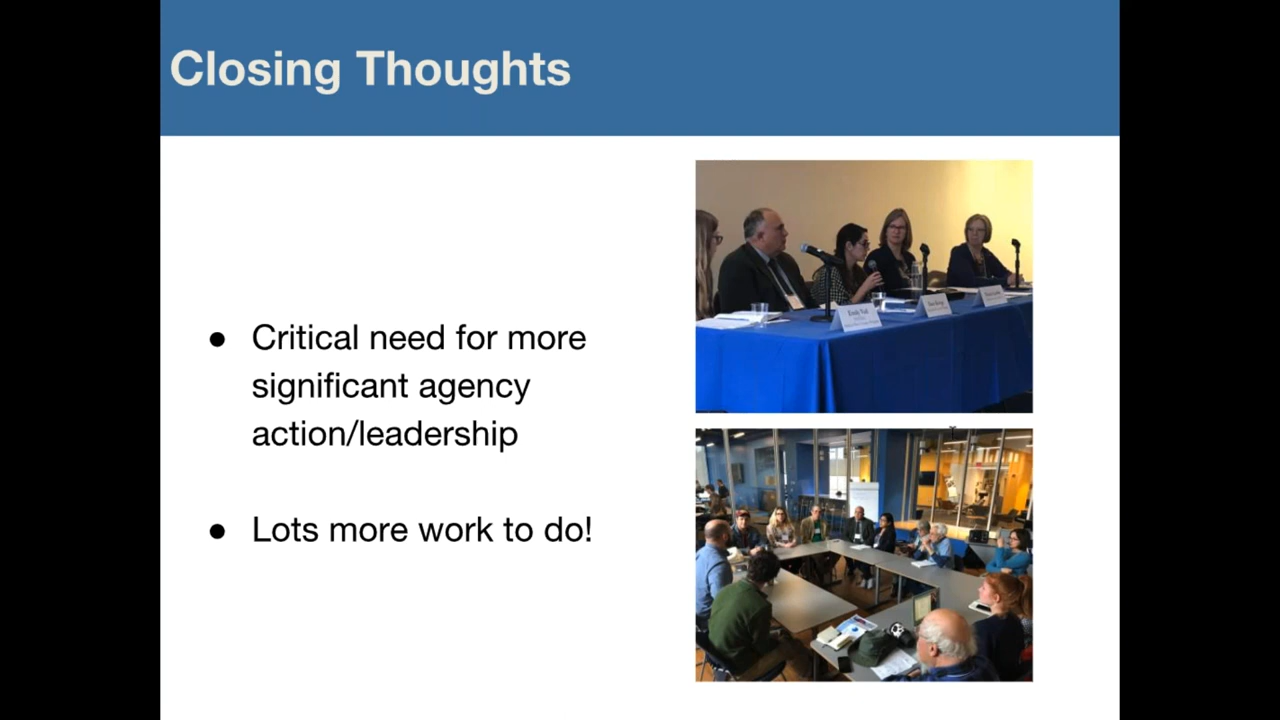 Closing Thoughts
● Critical need for more
significant agency
action/leadership
● Lots more work to do!